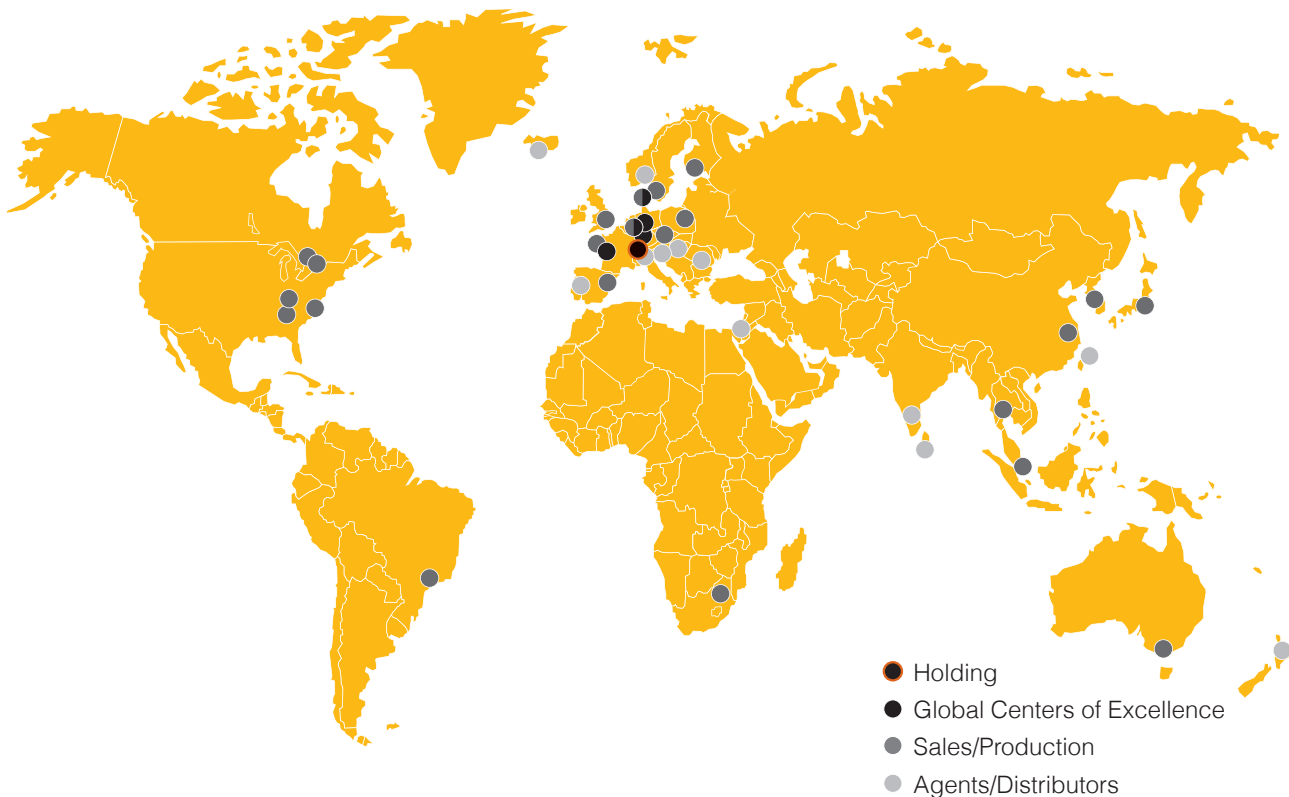 Holding
Global Centers of Excellence
Sales/Production
Agents/Distributors